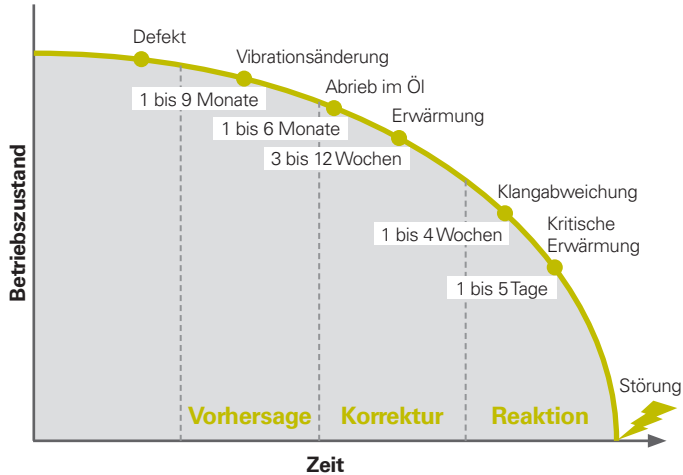 Defekt
Vibrationsänderung
1 bis 9 Monate
Abrieb im Öl
1 bis 6 Monate
Erwärmung
3 bis 12 Wochen
Klangabweichung
1 bis 4 Wochen
Kritische
Erwärmung
1 bis 5 Tage
Störung
Betriebszustand
Vorhersage
Korrektur
Reaktion
Zeit